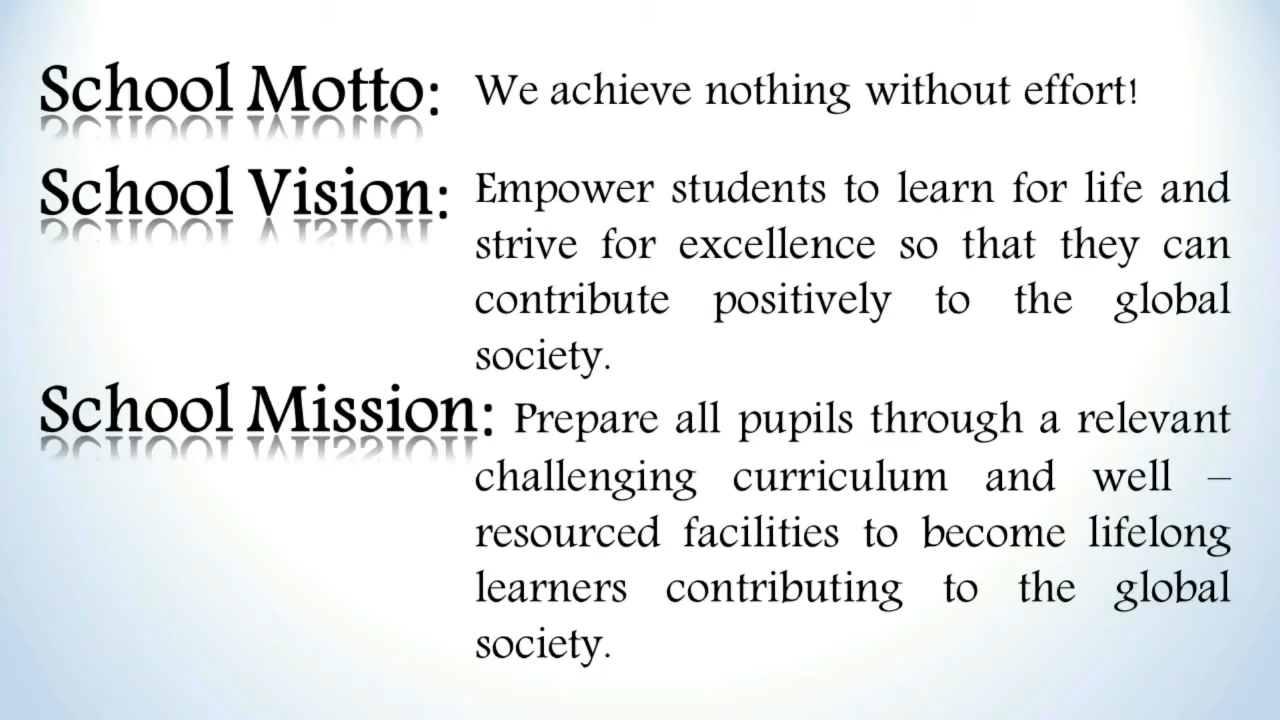 School Motto: We achieve nothing without effort!
School Vision: Empower students to learn for life and
strive for excellence so that they can
contribute positively to the global
society.
School Mission: Prepare all pupils through a relevant
challenging curriculum and well –
resourced facilities to become lifelong
learners contributing to the global
society.